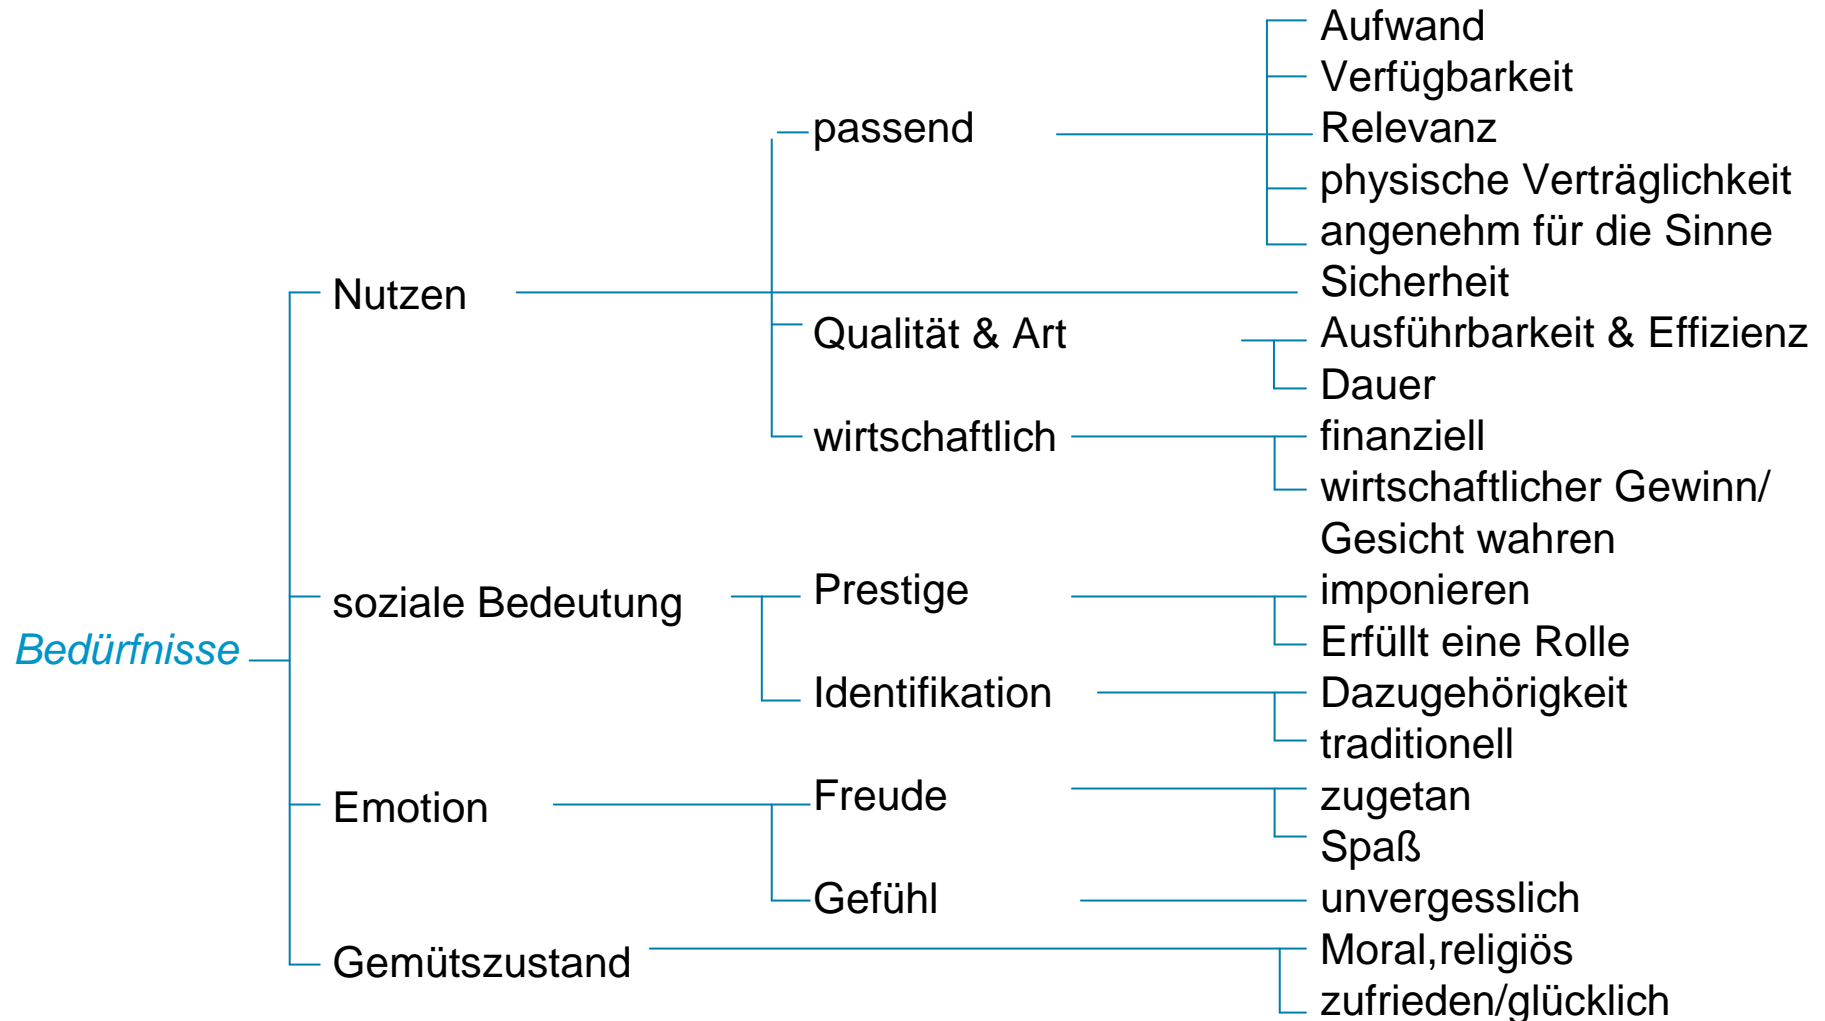 Aufwand
Verfügbarkeit
passend
Relevanz
physische Verträglichkeit
angenehm für die Sinne
Nutzen
Sicherheit
Qualität & Art
Ausführbarkeit & Effizienz
Dauer
wirtschaftlich
finanziell
wirtschaftlicher Gewinn/
Gesicht wahren
soziale Bedeutung
Prestige
imponieren
Bedürfnisse
Erfüllt eine Rolle
Identifikation
Dazugehörigkeit
traditionell
Emotion
Freude
zugetan
Spaß
Gefühl
unvergesslich
Gemütszustand
Moral,religiös
zufrieden/glücklich